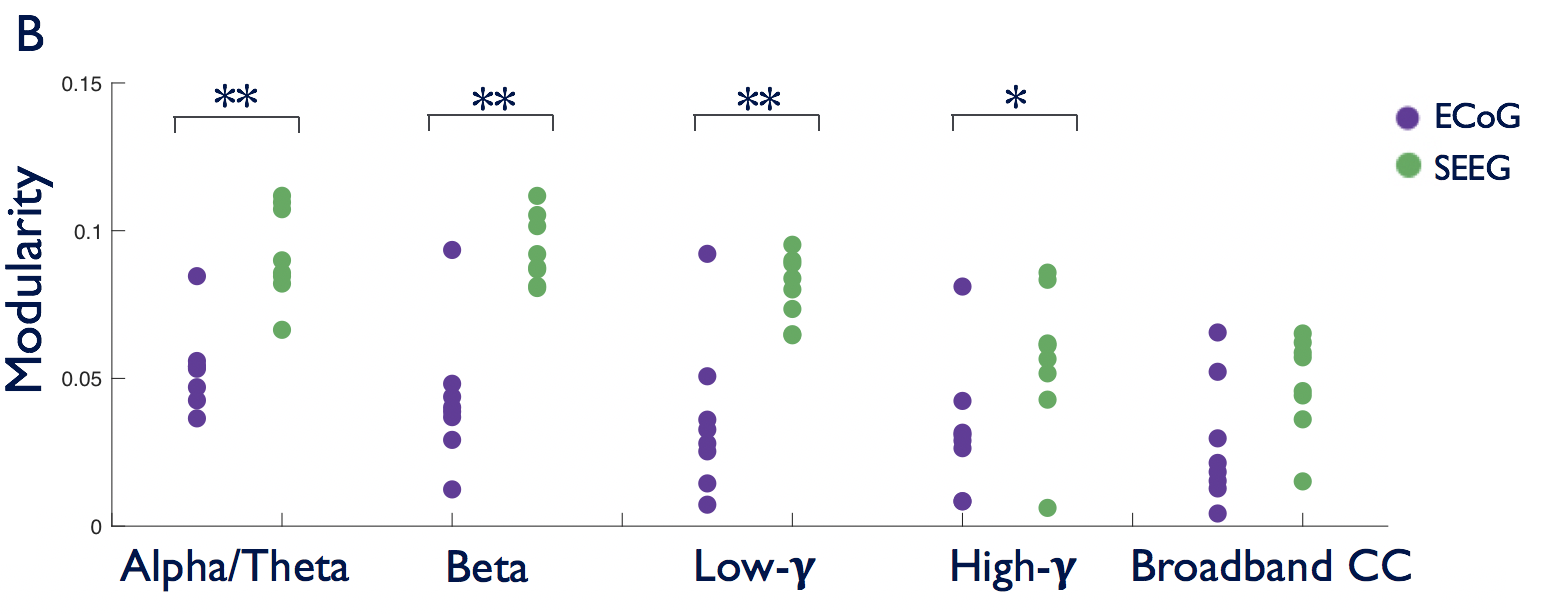 B
0.15
0.1
0.05
0
Modularity
** ** ** *
ECoG
SEEG
Alpha/Theta Beta Low-γ High-γ Broadband CC